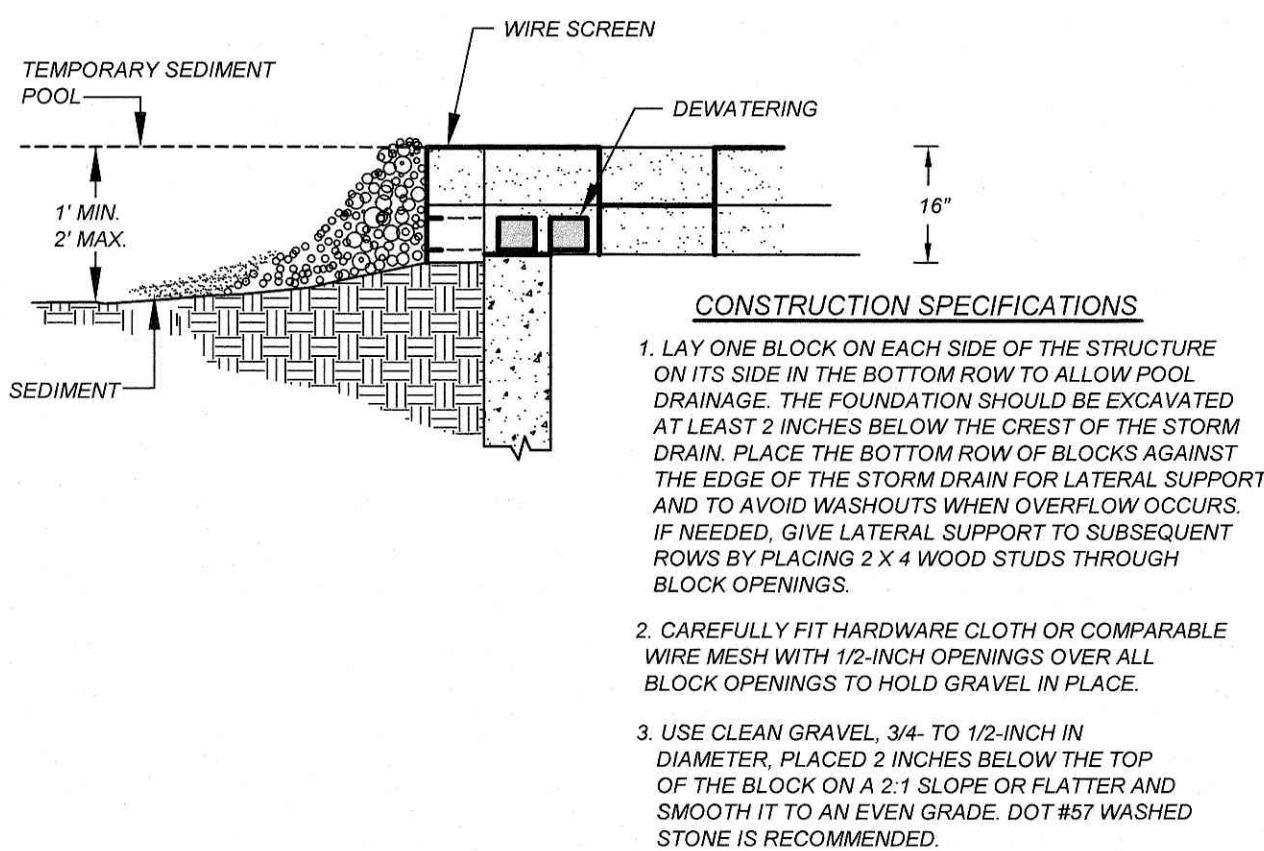 WIRE SCREEN
TEMPORARY SEDIMENT
POOL
DEWATERING
1' MIN.
2' MAX.
16"
SEDIMENT
CONSTRUCTION SPECIFICATIONS
1. LAY ONE BLOCK ON EACH SIDE OF THE STRUCTURE
ON ITS SIDE IN THE BOTTOM ROW TO ALLOW POOL
DRAINAGE. THE FOUNDATION SHOULD BE EXCAVATED
AT LEAST 2 INCHES BELOW THE CREST OF THE STORM
DRAIN. PLACE THE BOTTOM ROW OF BLOCKS AGAINST
THE EDGE OF THE STORM DRAIN FOR LATERAL SUPPORT
AND TO AVOID WASHOUTS WHEN OVERFLOW OCCURS.
IF NEEDED, GIVE LATERAL SUPPORT TO SUBSEQUENT
ROWS BY PLACING 2 X 4 WOOD STUDS THROUGH
BLOCK OPENINGS.
2. CAREFULLY FIT HARDWARE CLOTH OR COMPARABLE
WIRE MESH WITH 1/2-INCH OPENINGS OVER ALL
BLOCK OPENINGS TO HOLD GRAVEL IN PLACE.
3. USE CLEAN GRAVEL, 3/4- TO 1/2-INCH IN
DIAMETER, PLACED 2 INCHES BELOW THE TOP
OF THE BLOCK ON A 2:1 SLOPE OR FLATTER AND
SMOOTH IT TO AN EVEN GRADE. DOT #57 WASHED
STONE IS RECOMMENDED.